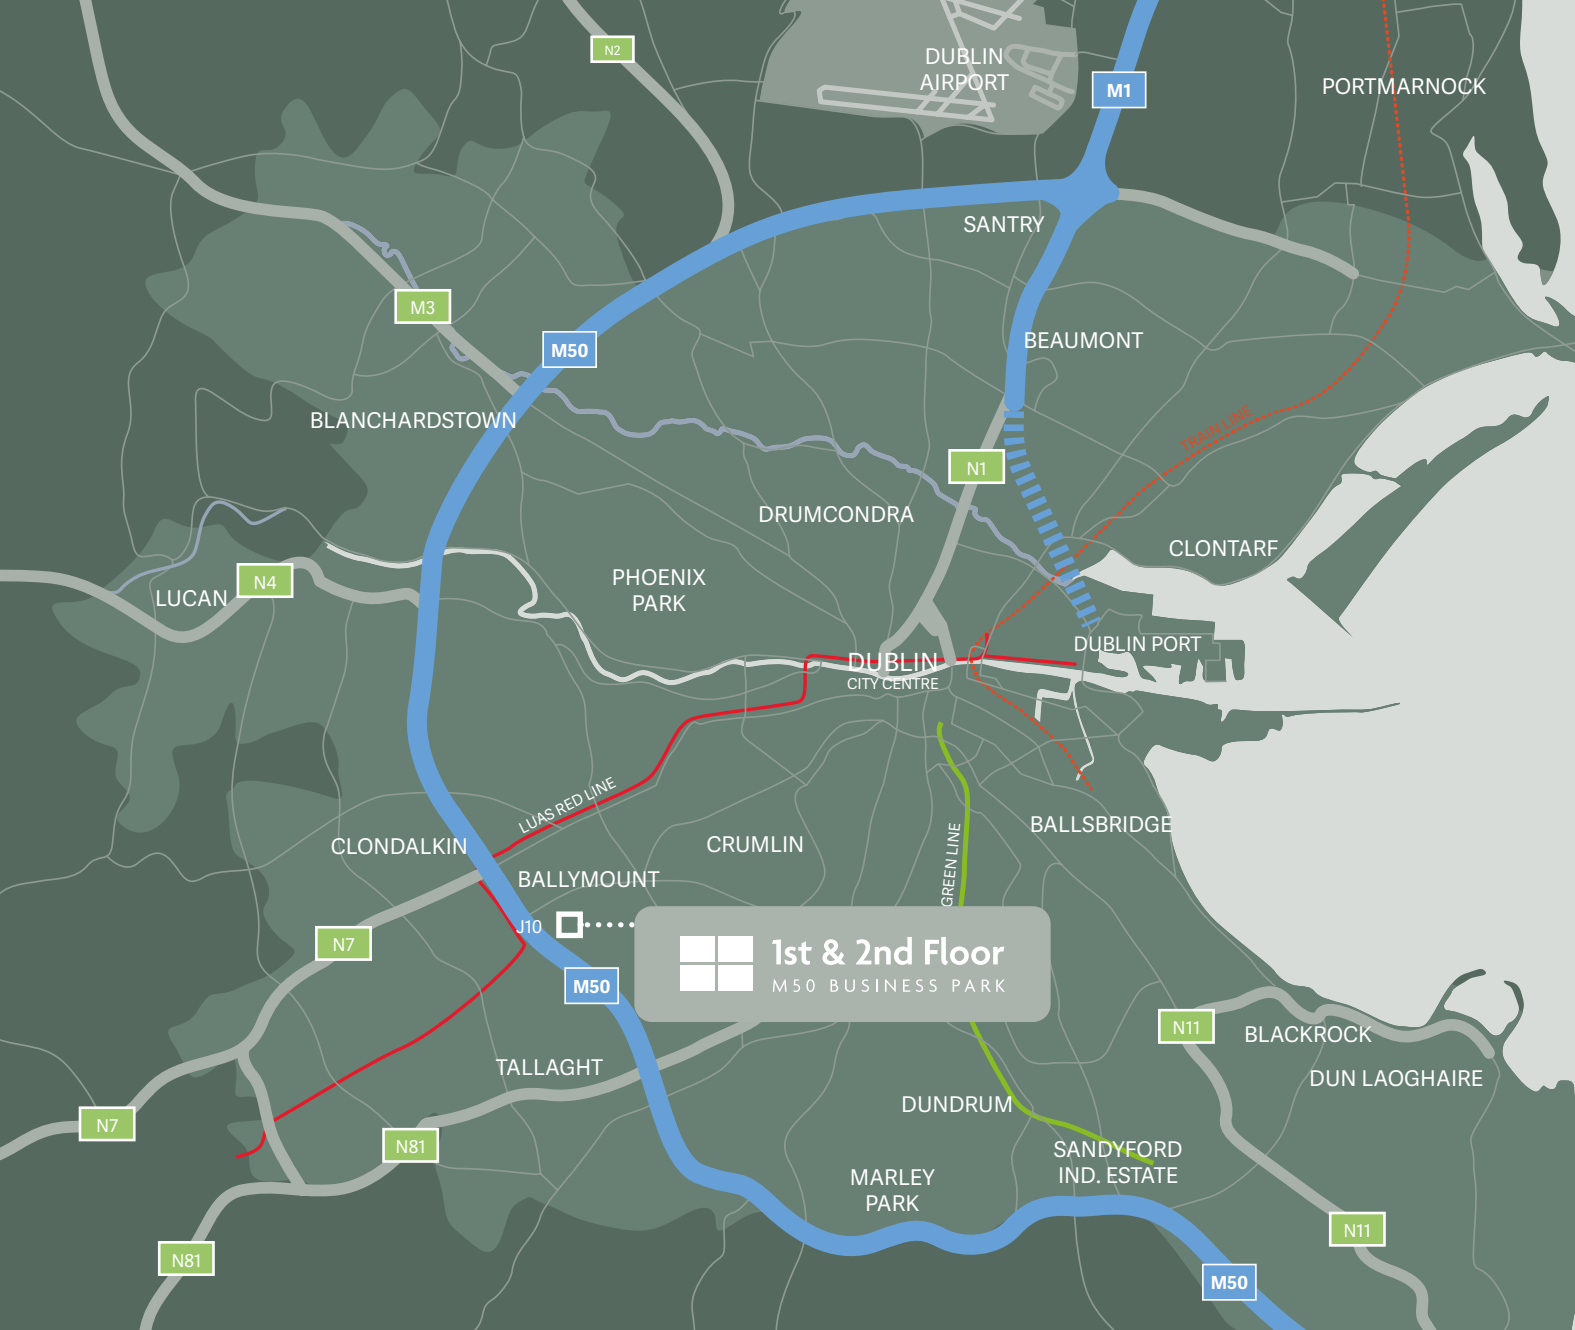 N2
DUBLIN
AIRPORT
M1
PORTMARNOCK
SANTRY
M3
M50
BEAUMONT
BLANCHARDSTOWN
TRAIN LINE
N1
DRUMCONDRA
CLONTARF
PHOENIX
PARK
N4
LUCAN
DUBLIN PORT
DUBLIN
CITY CENTRE
LUAS RED LINE
BALLSBRIDGE
CLONDALKIN
CRUMLIN
GREEN LINE
BALLYMOUNT
J10
N7
1st & 2nd Floor
M50 BUSINESS PARK
M50
N11
BLACKROCK
TALLAGHT
DUN LAOGHAIRE
DUNDRUM
N7
N81
SANDYFORD
IND. ESTATE
MARLEY
PARK
N11
N81
M50